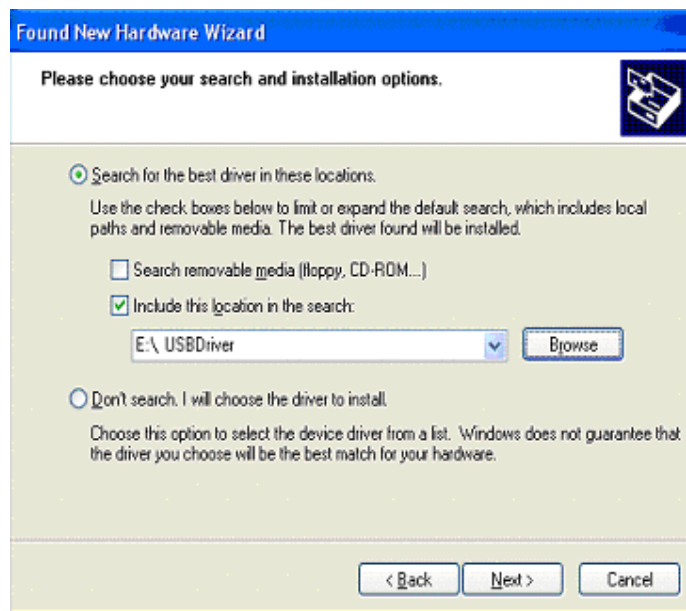 Found New Hardware Wizard
Please choose your search and installation options.
Search for the best driver in these locations.
Use the check boxes below to limit or expand the default search, which includes local
paths and removable media. The best driver found will be installed.
Search removable media (floppy, CD-ROM...)
Include this location in the search:
E:\, USBDriver
Browse
Don't search. I will choose the driver to install.
Choose this option to select the device driver from a list. Windows does not guarantee that
the driver you choose will be the best match for your hardware.
< Back
Next >
Cancel